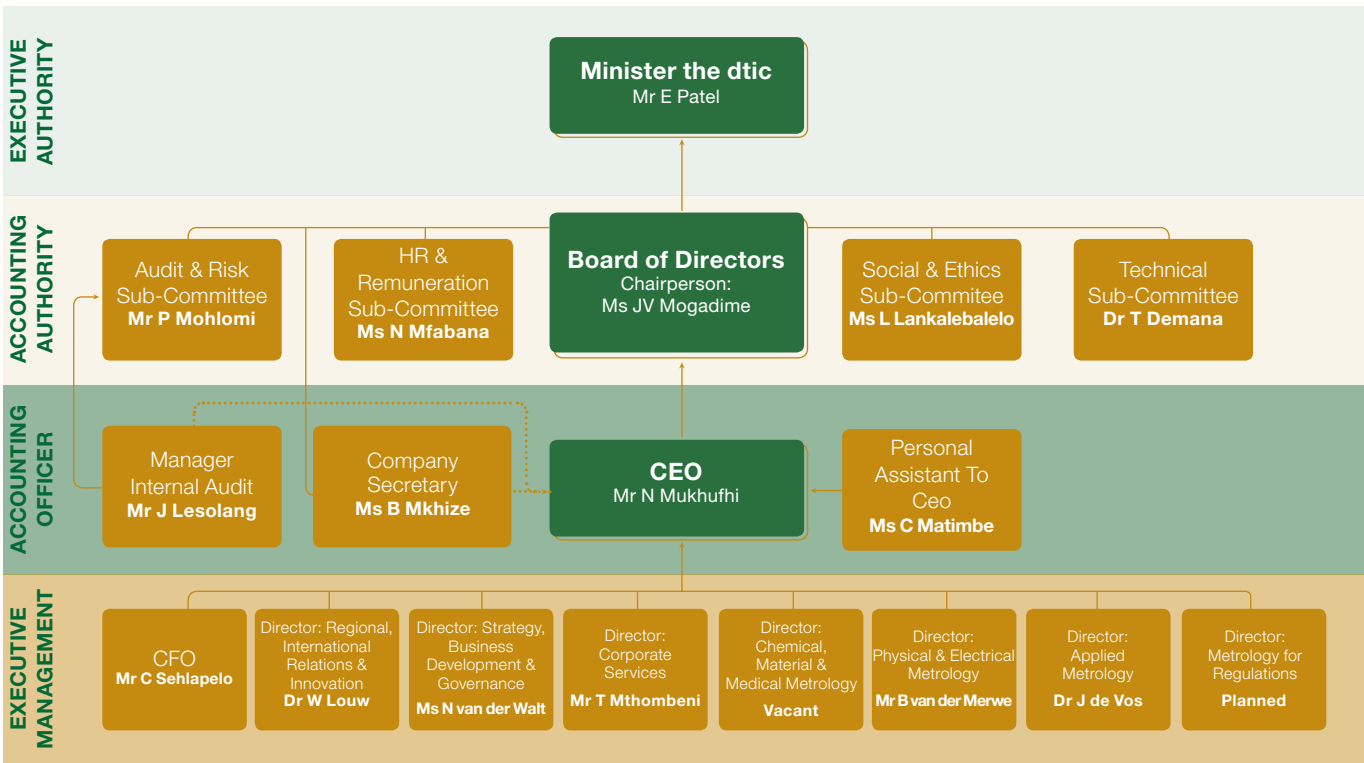 EXECUTIVE
AUTHORITY
Minister the dtic
Mr E Patel
ACCOUNTING
AUTHORITY
Audit & Risk
Sub-Committee
Mr P Mohlomi
HR &
Remuneration
Sub-Committee
Ms N Mfabana
Board of Directors
Chairperson:
Ms JV Mogadime
Social & Ethics
Sub-Commitee
Ms L Lankalebalelo
Technical
Sub-Committee
Dr T Demana
ACCOUNTING
OFFICER
Manager
Internal Audit
Mr J Lesolang
Company
Secretary
Ms B Mkhize
CEO
Mr N Mukhufhi
Personal
Assistant To
Ceo
Ms C Matimbe
EXECUTIVE
MANAGEMENT
CFO
Mr C Sehlapelo
Director: Regional,
International
Relations &
Innovation
Dr W Louw
Director: Strategy,
Business
Development &
Governance
Ms N van der Walt
Director:
Corporate
Services
Mr T Mthombeni
Director:
Chemical,
Material &
Medical Metrology
Vacant
Director:
Physical & Electrical
Metrology
Mr B van der Merwe
Director:
Applied
Metrology
Dr J de Vos
Director:
Metrology for
Regulations
Planned